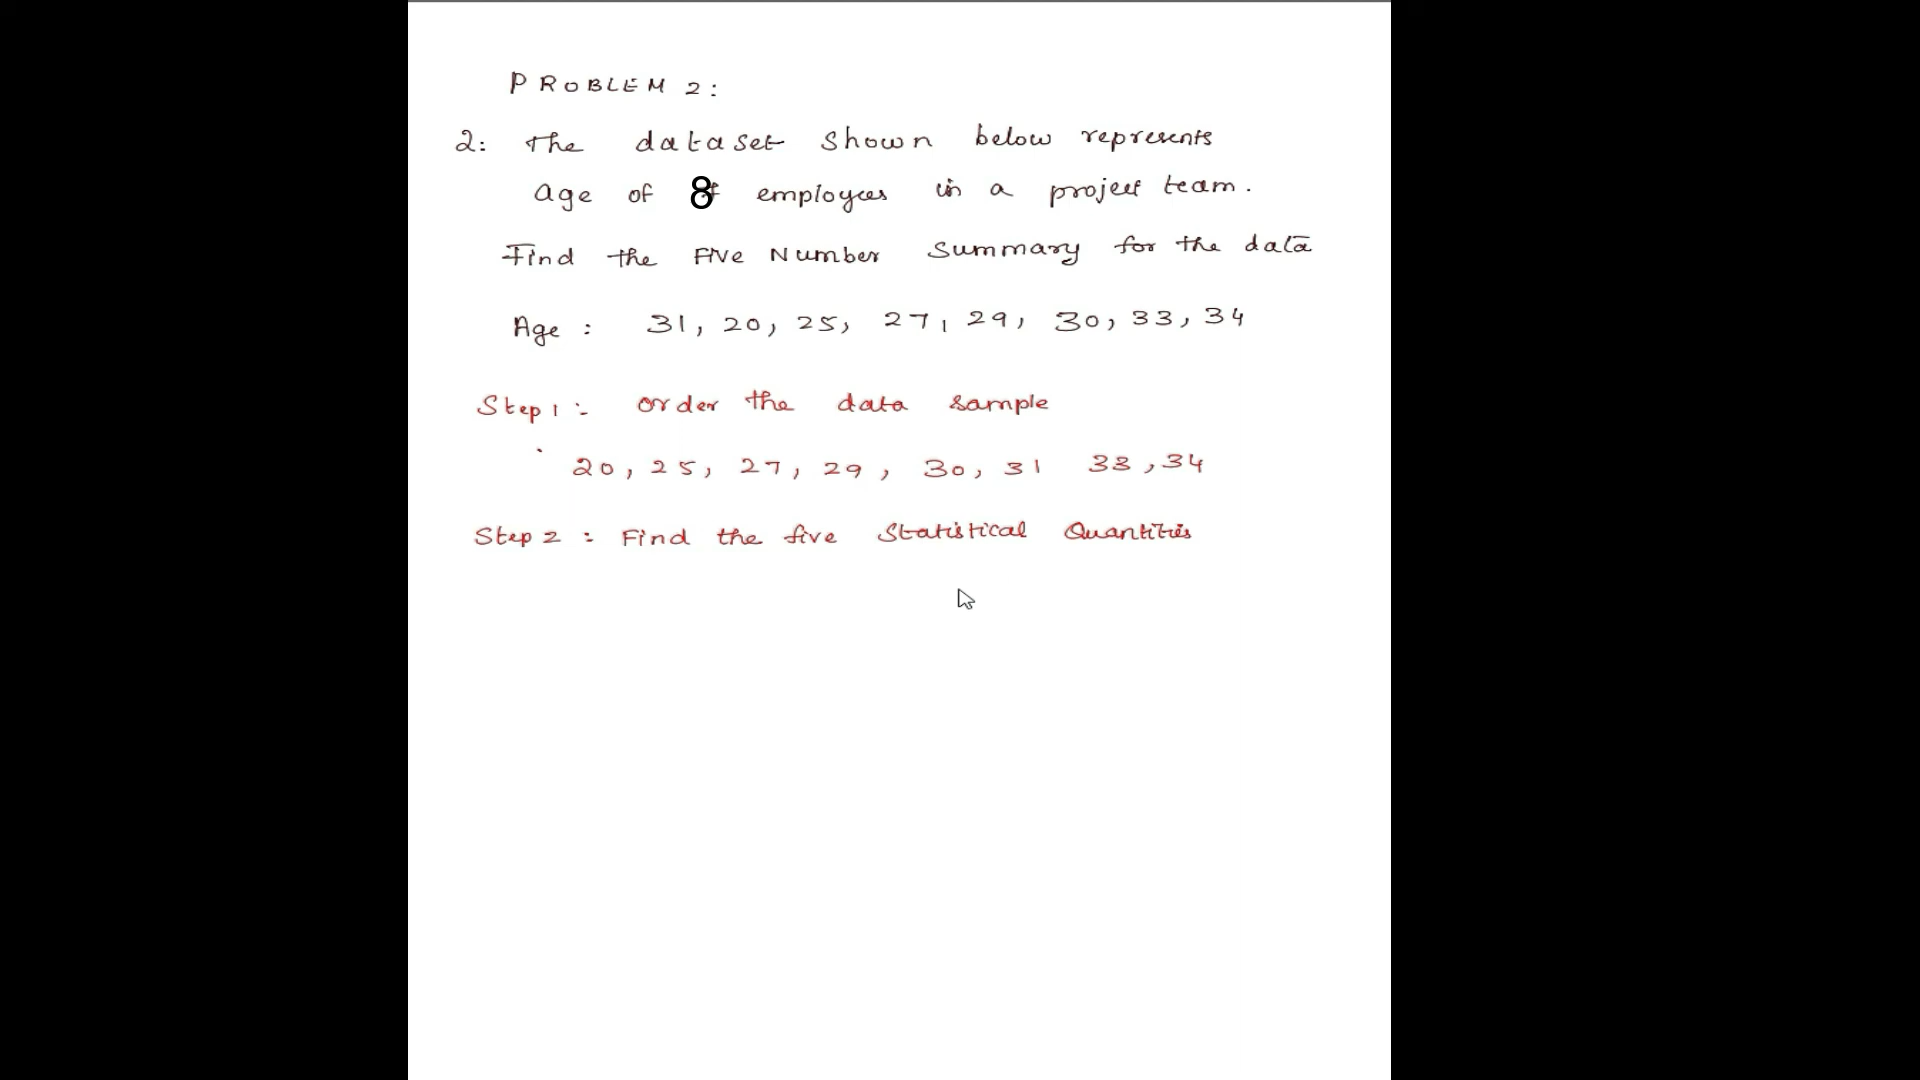 PROBLEM 2:
2: The dataset shown below represents
age of 8 employees in a project team.
Find the Five Number Summary for the data
Age : 31, 20, 25, 27, 29, 30, 33, 34
Step 1 :- order the data sample
20, 25, 27, 29, 30, 31 33, 34
Step 2 : Find the five Statistical Quantities